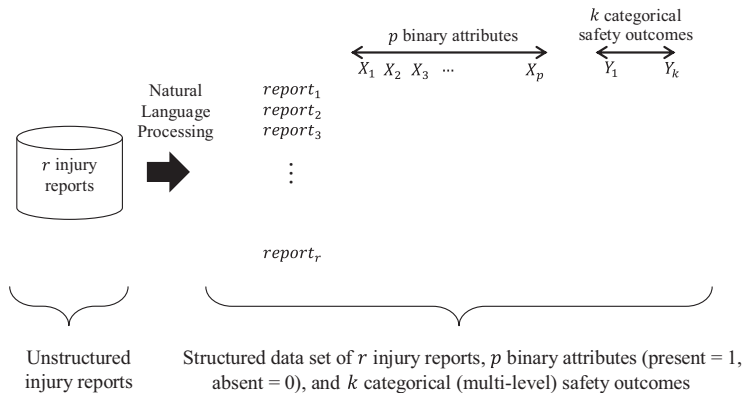 k categorical
safety outcomes
p binary attributes
X₁ X₂ X₃ ⋯ Xₚ Y₁ Yₖ
Natural
Language
Processing
report₁
report₂
report₃
⋮
reportᵣ
r injury
reports
Unstructured
injury reports
Structured data set of r injury reports, p binary attributes (present = 1,
absent = 0), and k categorical (multi-level) safety outcomes